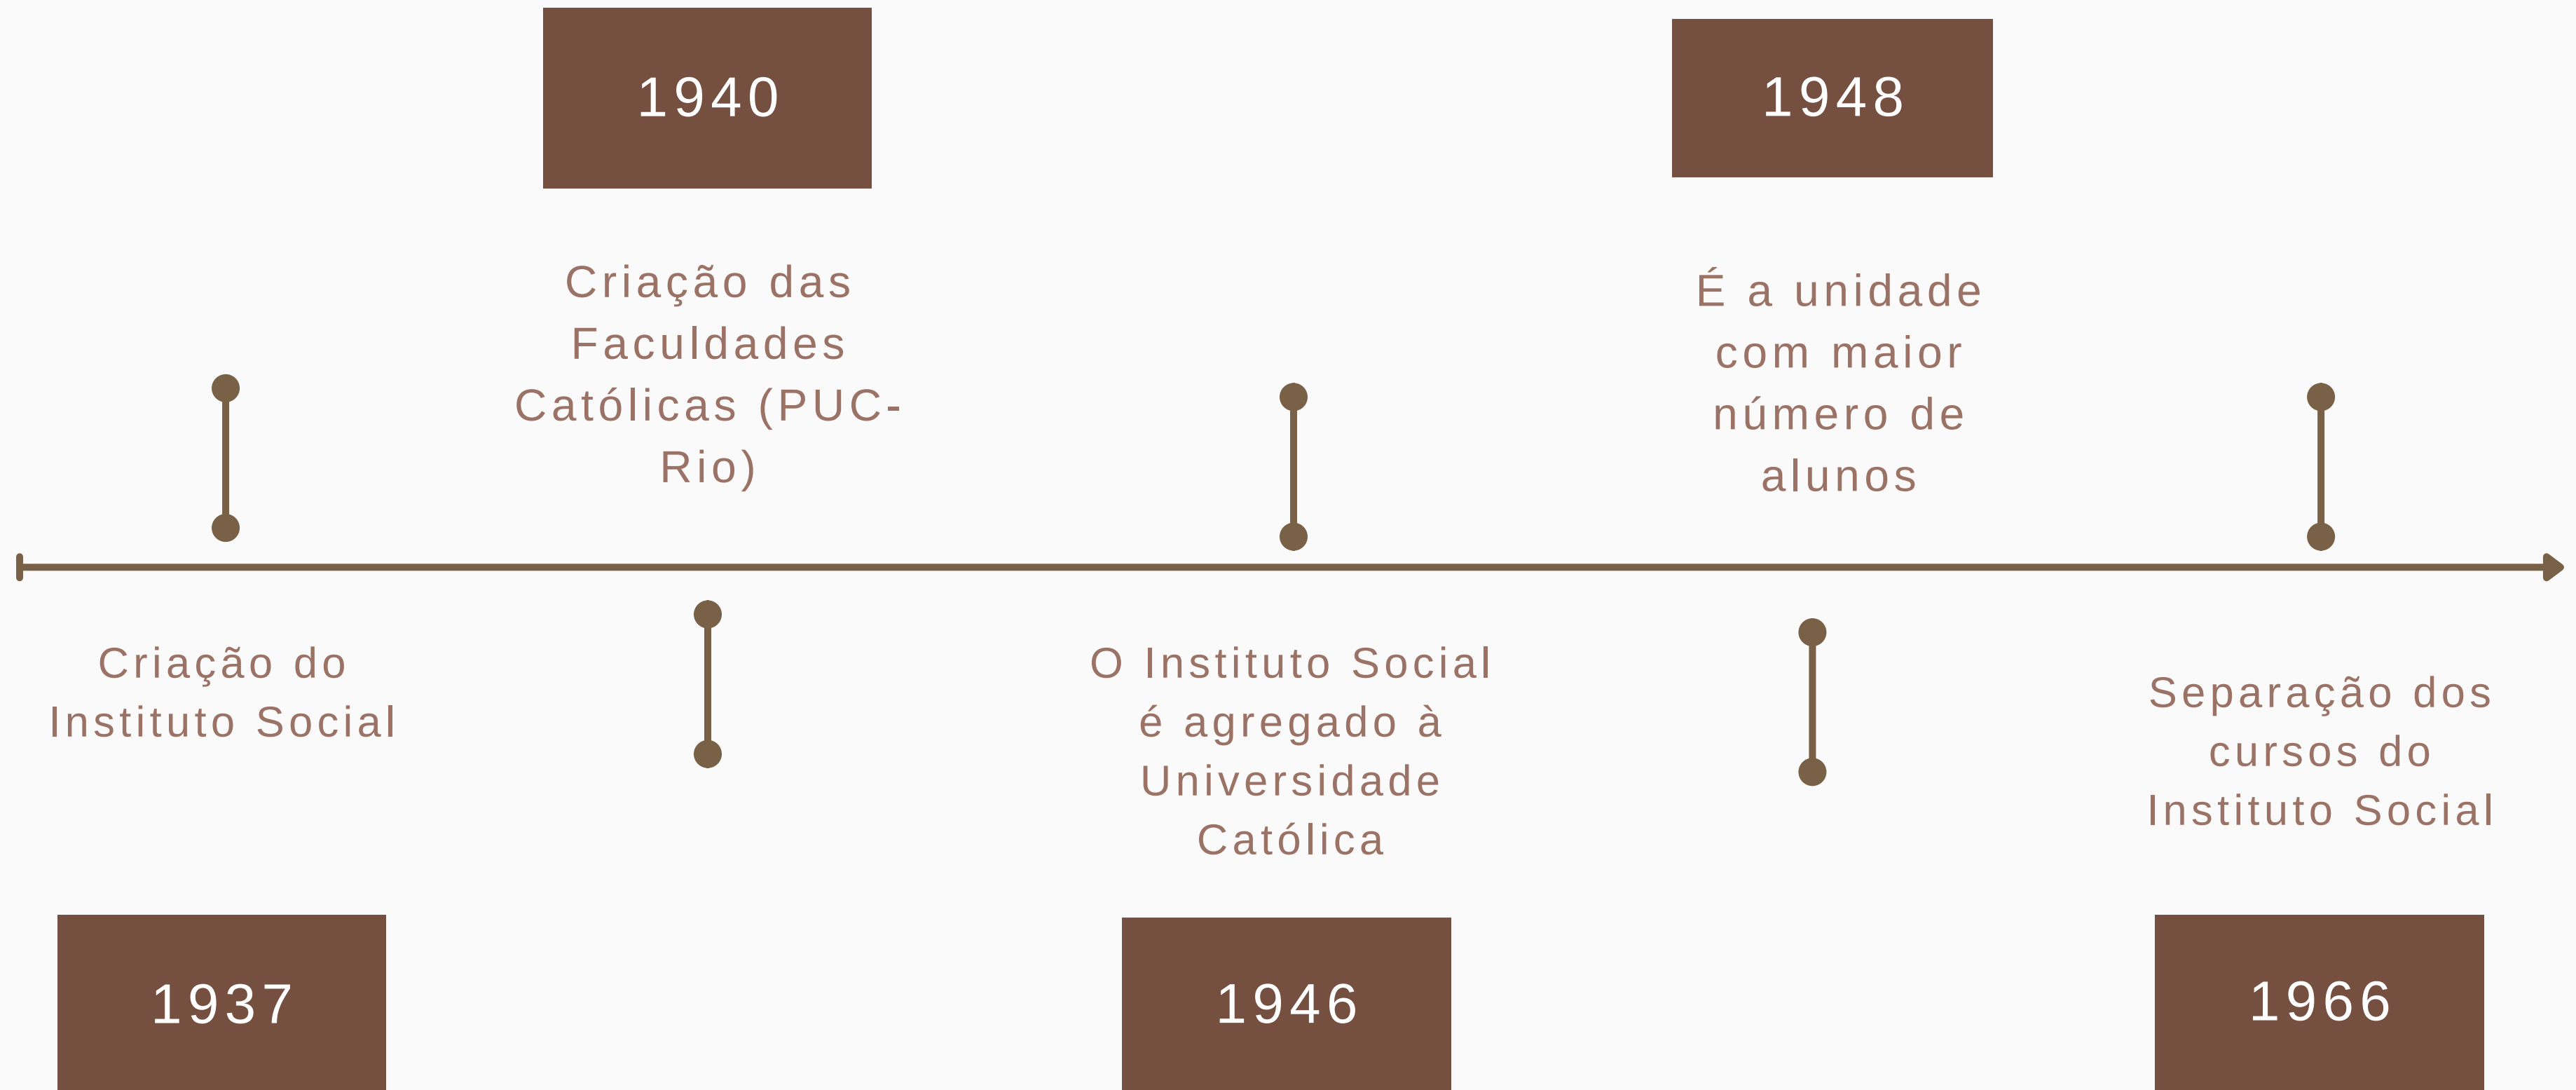 1940
Criação das
Faculdades
Católicas (PUC-
Rio)
1948
É a unidade
com maior
número de
alunos
Criação do
Instituto Social
1937
O Instituto Social
é agregado à
Universidade
Católica
1946
Separação dos
cursos do
Instituto Social
1966